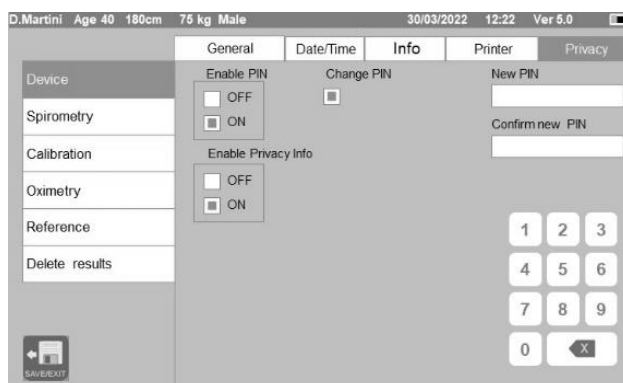 D.Martini Age 40 180cm 75 kg Male 30/03/2022 12:22 Ver 5.0
General Date/Time Info Printer Privacy
Device
Spirometry
Calibration
Oximetry
Reference
Delete results
Enable PIN
OFF
ON
Change PIN
New PIN
Confirm new PIN
Enable Privacy Info
OFF
ON
1 2 3
4 5 6
7 8 9
0 X
SAVE/EXIT